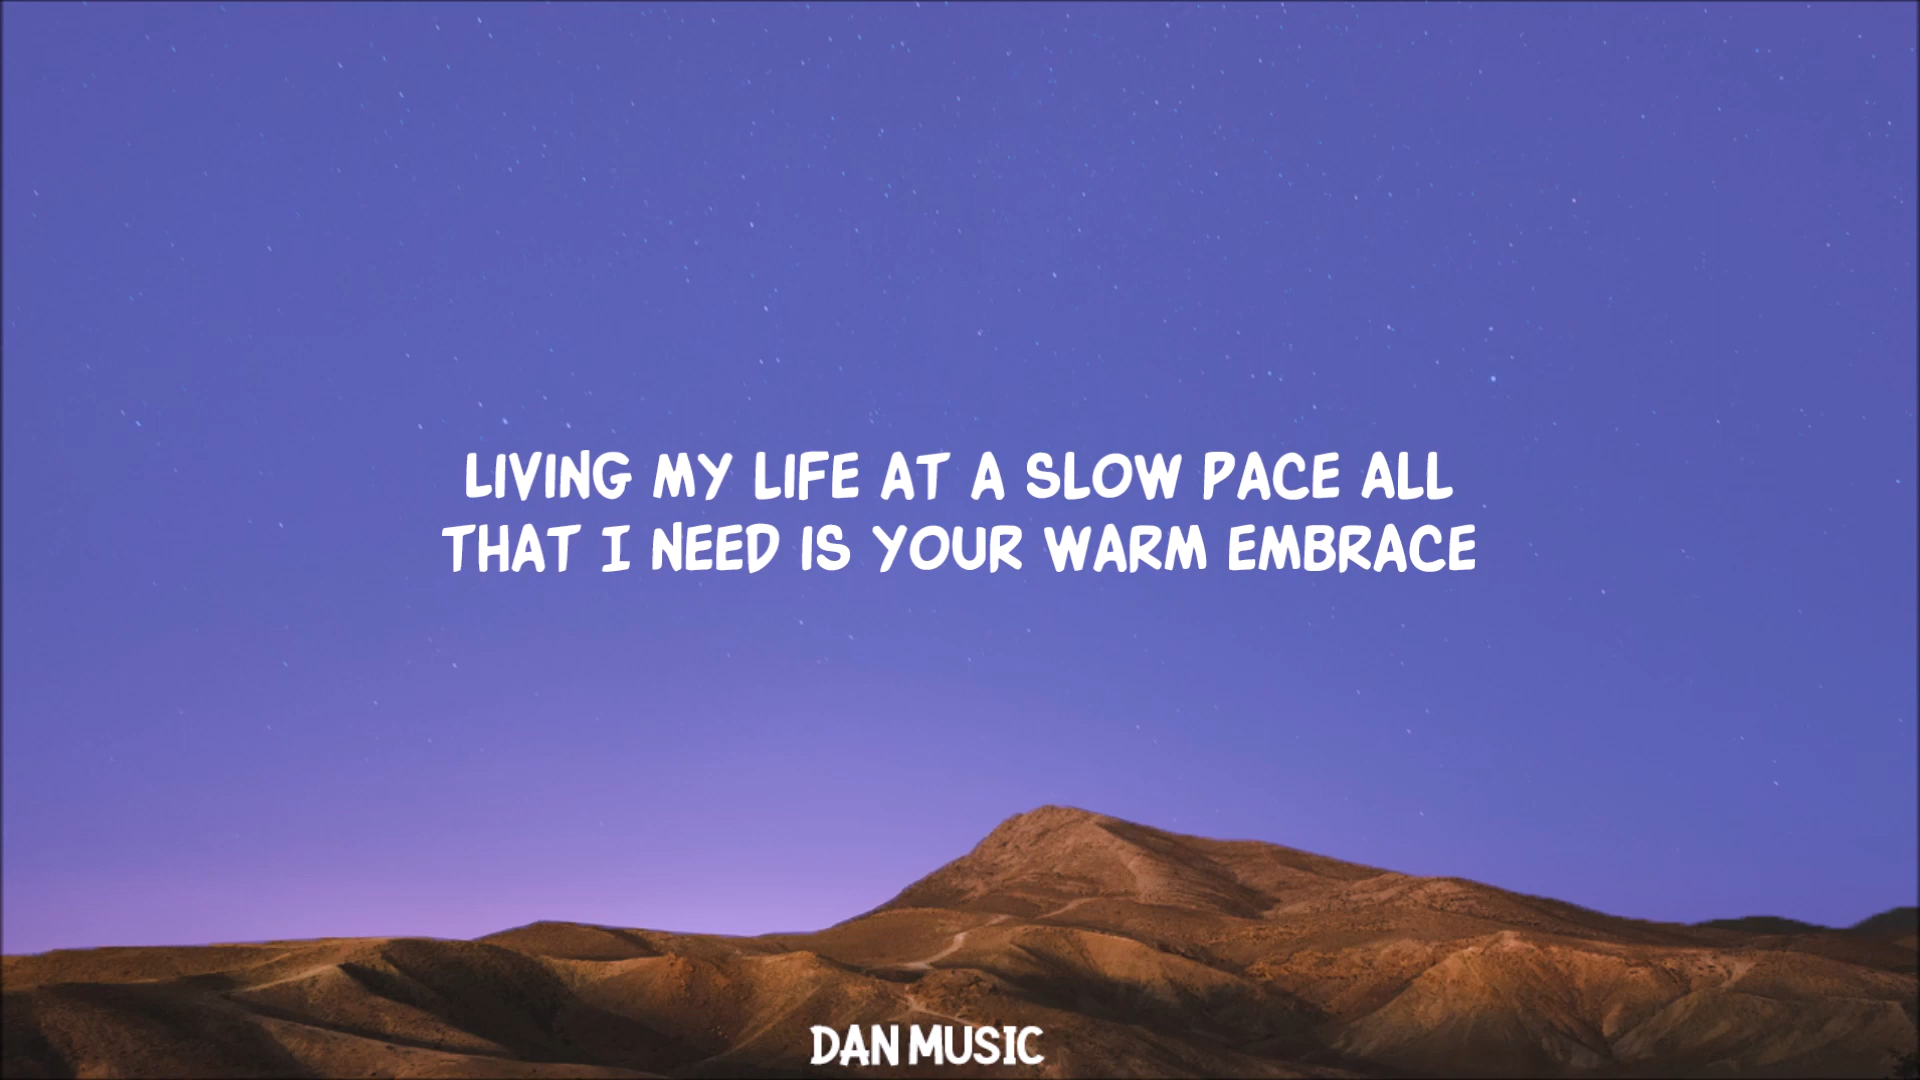 LIVING MY LIFE AT A SLOW PACE ALL
THAT I NEED IS YOUR WARM EMBRACE
DAN MUSIC